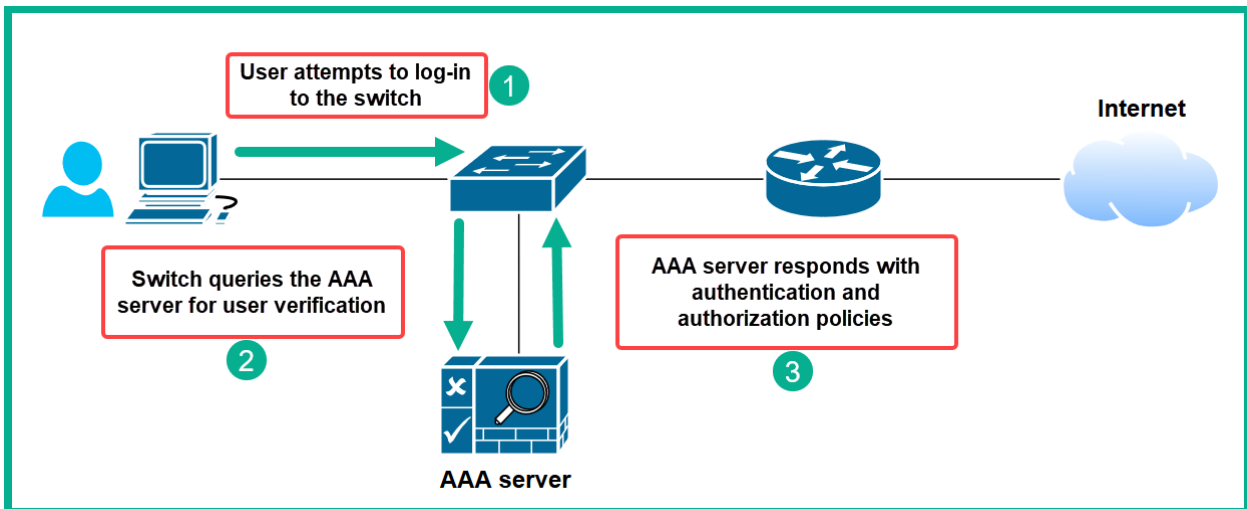 User attempts to log-in
to the switch
1
Internet
Switch queries the AAA
server for user verification
2
AAA server responds with
authentication and
authorization policies
3
AAA server